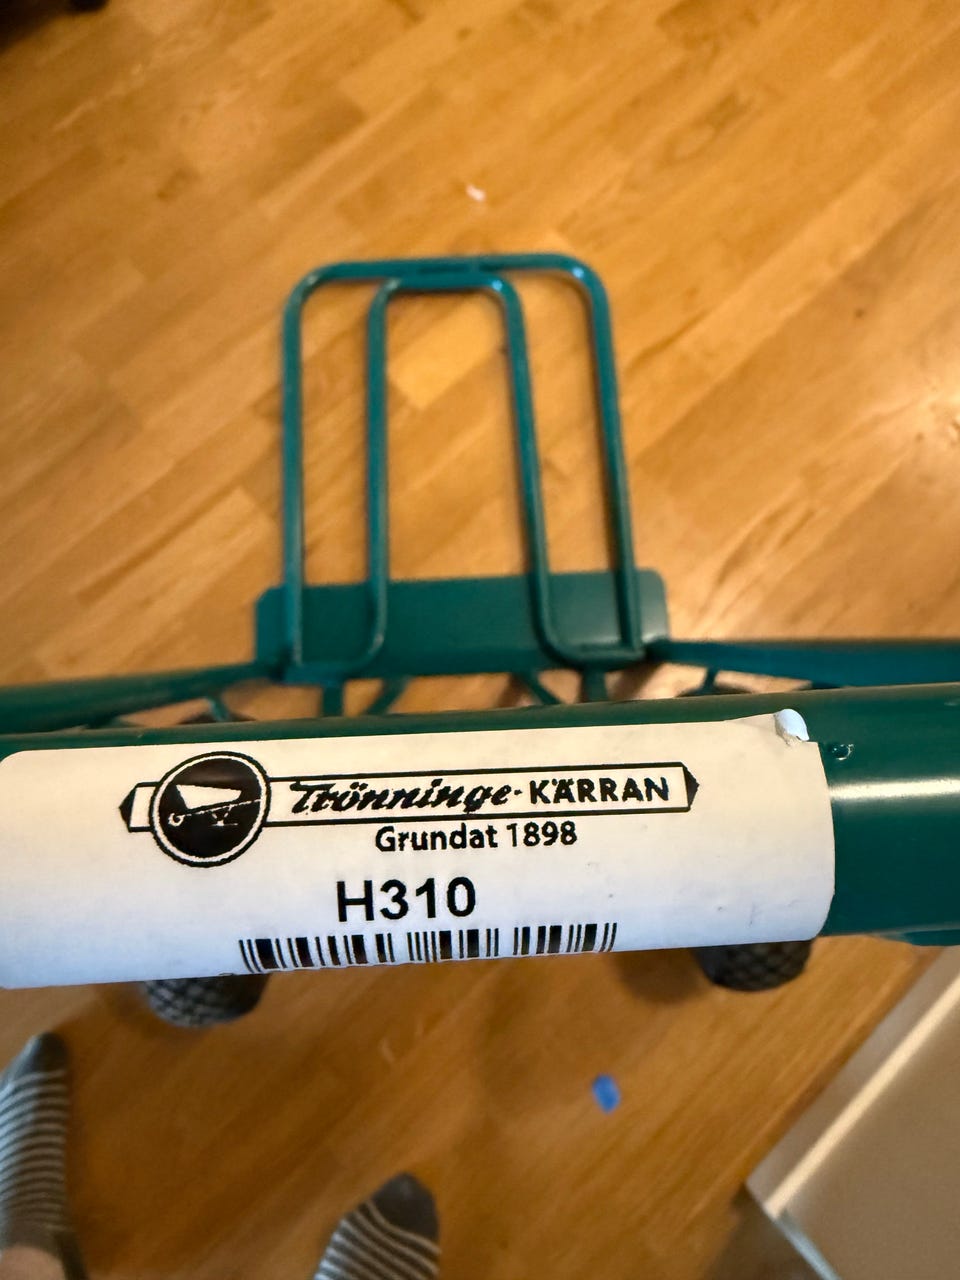 Trönninge-KÄRRAN
Grundat 1898
H310